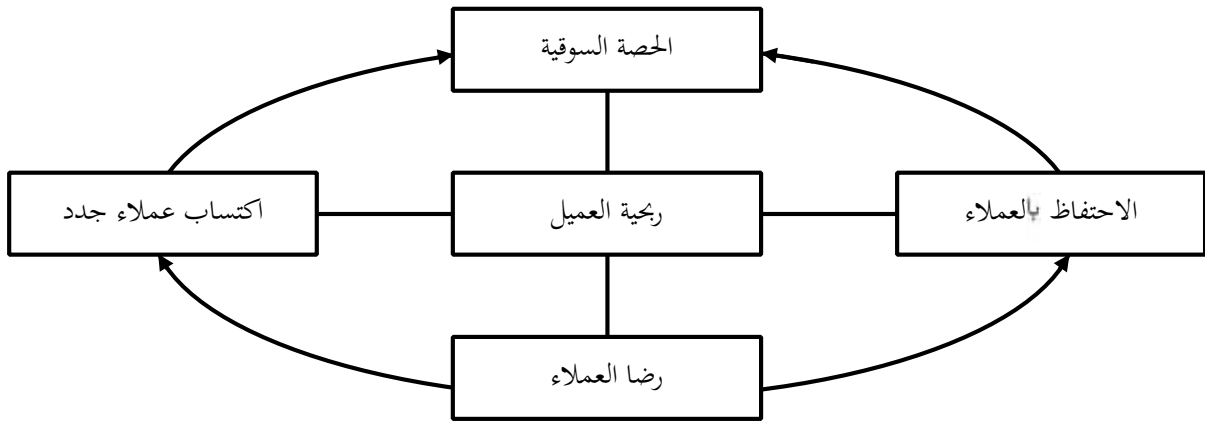 الحصة السوقية
الاحتفاظ بالعملاء
ربحية العميل
اكتساب عملاء جدد
رضا العملاء